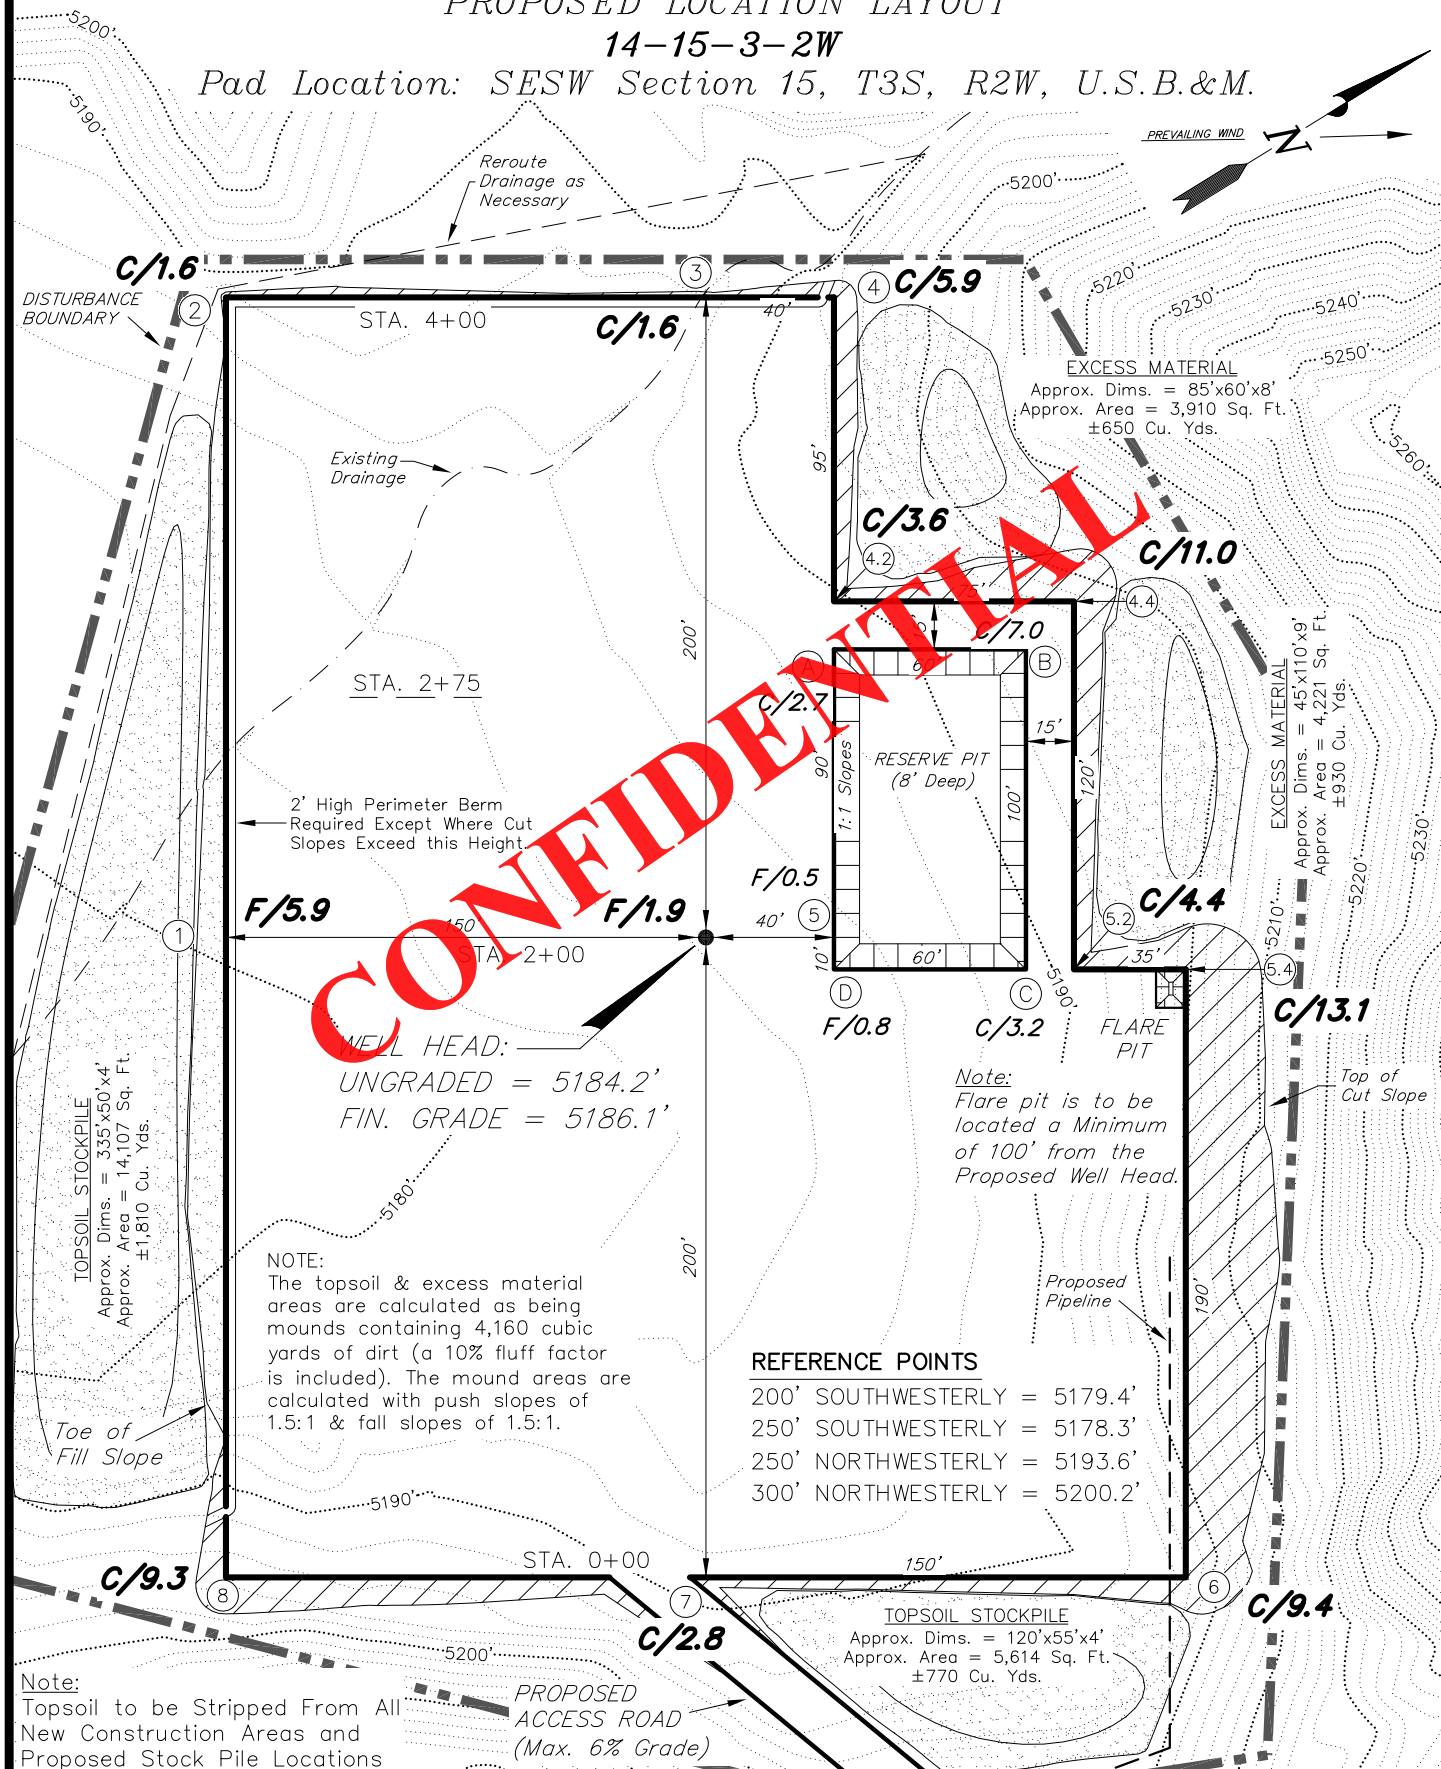 PROPOSED LOCATION LAYOUT
14-15-3-2W
Pad Location: SESW Section 15, T3S, R2W, U.S.B.&M.
5200'
5190'
PREVAILING WIND
N
Reroute
Drainage as
Necessary
5200'
C/1.6
DISTURBANCE
BOUNDARY
2
3
4
C/5.9
5220'
5230'
5240'
5250'
5260'
STA. 4+00
C/1.6
40'
EXCESS MATERIAL
Approx. Dims. = 85'x60'x8'
Approx. Area = 3,910 Sq. Ft.
±650 Cu. Yds.
Existing
Drainage
95'
C/3.6
4.2
C/11.0
75'
4.4
15'
C/7.0
200'
A
60'
B
STA. 2+75
C/2.7
CONFIDENTIAL
15'
RESERVE PIT
(8' Deep)
90'
1:1 Slopes
100'
120'
EXCESS MATERIAL
Approx. Dims. = 45'x110'x9'
Approx. Area = 4,221 Sq. Ft.
±930 Cu. Yds.
5230'
5220'
5210'
2' High Perimeter Berm
Required Except Where Cut
Slopes Exceed this Height.
F/0.5
F/5.9
F/1.9
5
5.2
C/4.4
1
150'
40'
STA. 2+00
10'
60'
35'
5.4
5190'
D
C
F/0.8
C/3.2
FLARE
PIT
C/13.1
WELL HEAD:
UNGRADED = 5184.2'
FIN. GRADE = 5186.1'
Note:
Flare pit is to be
located a Minimum
of 100' from the
Proposed Well Head.
Top of
Cut Slope
TOPSOIL STOCKPILE
Approx. Dims. = 335'x50'x4'
Approx. Area = 14,107 Sq. Ft.
±1,810 Cu. Yds.
5180'
200'
NOTE:
The topsoil & excess material
areas are calculated as being
mounds containing 4,160 cubic
yards of dirt (a 10% fluff factor
is included). The mound areas are
calculated with push slopes of
1.5:1 & fall slopes of 1.5:1.
Proposed
Pipeline
190'
REFERENCE POINTS
200' SOUTHWESTERLY = 5179.4'
250' SOUTHWESTERLY = 5178.3'
250' NORTHWESTERLY = 5193.6'
300' NORTHWESTERLY = 5200.2'
Toe of
Fill Slope
5190'
STA. 0+00
150'
C/9.3
8
7
6
C/9.4
C/2.8
TOPSOIL STOCKPILE
Approx. Dims. = 120'x55'x4'
Approx. Area = 5,614 Sq. Ft.
±770 Cu. Yds.
5200'
Note:
Topsoil to be Stripped From All
New Construction Areas and
Proposed Stock Pile Locations
PROPOSED
ACCESS ROAD
(Max. 6% Grade)